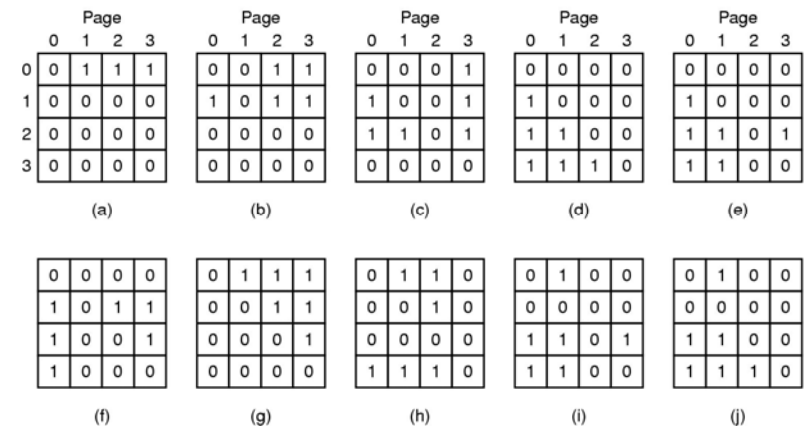 Page Page Page Page Page
0 1 2 3 0 1 2 3 0 1 2 3 0 1 2 3 0 1 2 3
0 0 1 1 1 0 0 1 1 0 0 0 1 0 0 0 0 0 0 0 0
1 0 0 0 0 1 0 1 1 1 0 0 1 1 0 0 0 1 0 0 0
2 0 0 0 0 0 0 0 0 1 1 0 1 1 1 0 0 1 1 0 1
3 0 0 0 0 0 0 0 0 0 0 0 0 1 1 1 0 1 1 0 0
(a) (b) (c) (d) (e)
0 0 0 0 0 1 1 1 0 1 1 0 0 1 0 0 0 1 0 0
1 0 1 1 0 0 1 1 0 0 1 0 0 0 0 0 0 0 0 0
1 0 0 1 0 0 0 1 0 0 0 0 1 1 0 1 1 1 0 0
1 0 0 0 0 0 0 0 1 1 1 0 1 1 0 0 1 1 1 0
(f) (g) (h) (i) (j)